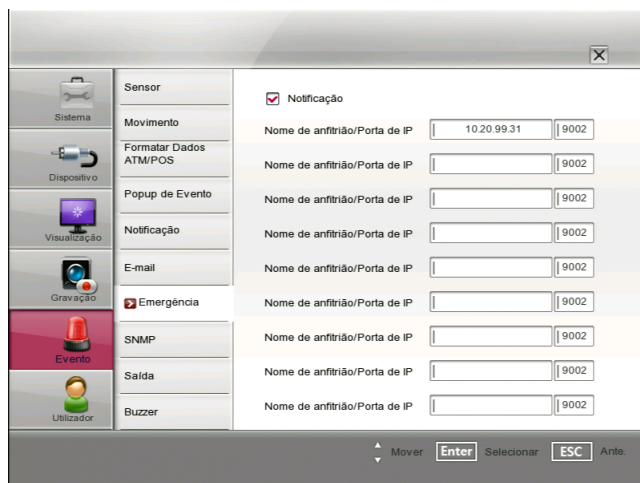 Sistema
Dispositivo
Visualização
Gravação
Evento
Utilizador
Sensor
Movimento
Formatar Dados
ATM/POS
Popup de Evento
Notificação
E-mail
Emergência
SNMP
Saída
Buzzer
Notificação
Nome de anfitrião/Porta de IP 10.20.99.31 9002
Nome de anfitrião/Porta de IP 9002
Nome de anfitrião/Porta de IP 9002
Nome de anfitrião/Porta de IP 9002
Nome de anfitrião/Porta de IP 9002
Nome de anfitrião/Porta de IP 9002
Nome de anfitrião/Porta de IP 9002
Nome de anfitrião/Porta de IP 9002
Nome de anfitrião/Porta de IP 9002
Mover Enter Selecionar ESC Ante.